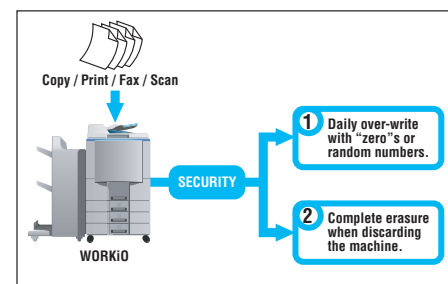 Copy / Print / Fax / Scan
WORKiO
SECURITY
1
Daily over-write
with “zero”s or
random numbers.
2
Complete erasure
when discarding
the machine.